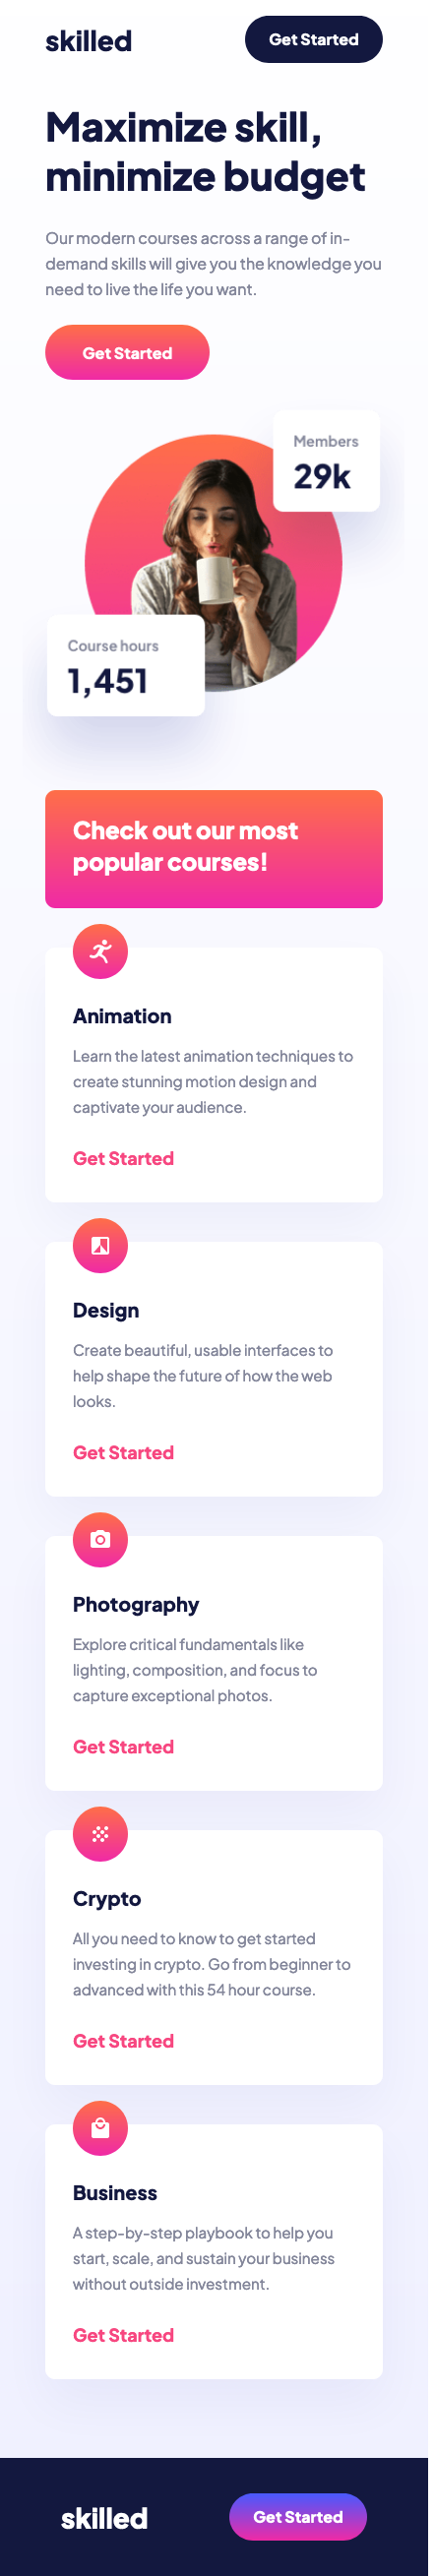 skilled
Get Started
Maximize skill,
minimize budget
Our modern courses across a range of in-
demand skills will give you the knowledge you
need to live the life you want.
Get Started
Members
29k
Course hours
1,451
Check out our most
popular courses!
Animation
Learn the latest animation techniques to
create stunning motion design and
captivate your audience.
Get Started
Design
Create beautiful, usable interfaces to
help shape the future of how the web
looks.
Get Started
Photography
Explore critical fundamentals like
lighting, composition, and focus to
capture exceptional photos.
Get Started
Crypto
All you need to know to get started
investing in crypto. Go from beginner to
advanced with this 54 hour course.
Get Started
Business
A step-by-step playbook to help you
start, scale, and sustain your business
without outside investment.
Get Started
skilled
Get Started